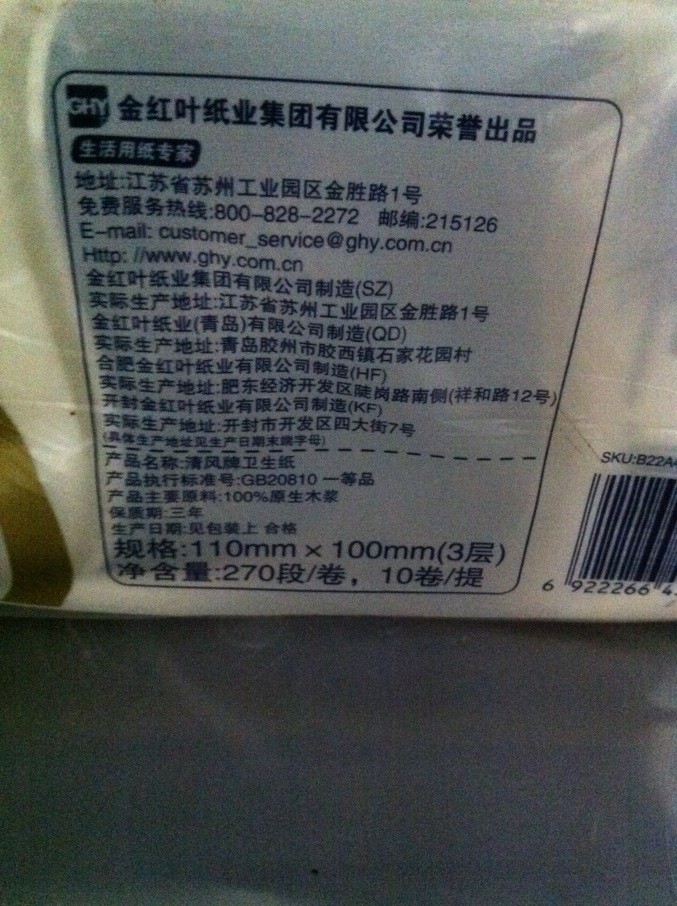 GHY 金红叶纸业集团有限公司荣誉出品
生活用纸专家
地址:江苏省苏州工业园区金胜路1号
免费服务热线:800-828-2272 邮编:215126
E-mail: customer_service@ghy.com.cn
Http: //www.ghy.com.cn
金红叶纸业集团有限公司制造(SZ)
实际生产地址:江苏省苏州工业园区金胜路1号
金红叶纸业(青岛)有限公司制造(QD)
实际生产地址:青岛胶州市胶西镇石家花园村
合肥金红叶纸业有限公司制造(HF)
实际生产地址:肥东经济开发区陡岗路南侧(祥和路12号)
开封金红叶纸业有限公司制造(KF)
实际生产地址:开封市开发区四大街7号
(具体生产地址见生产日期末端字母)
产品名称:清风牌卫生纸
产品执行标准号:GB20810 一等品
产品主要原料:100%原生木浆
保质期:三年
生产日期:见包装上 合格
规格:110mm×100mm(3层)
净含量:270段/卷，10卷/提
SKU:B22A
6 922266